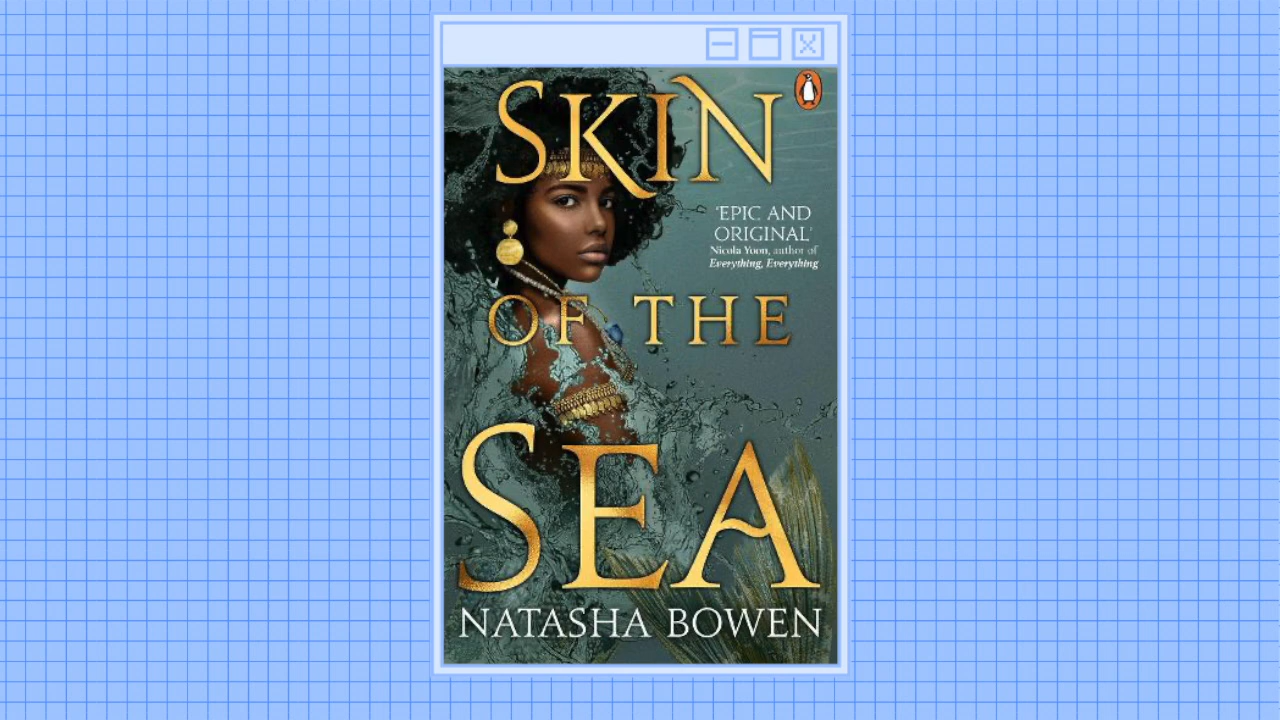 SKIN
'EPIC AND
ORIGINAL'
Nicola Yoon, author of
Everything, Everything
OF THE
SEA
NATASHA BOWEN